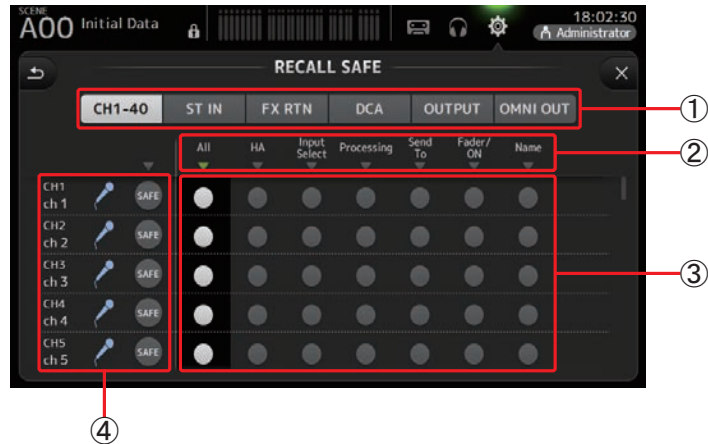 SCENE
A00 Initial Data
18:02:30
Administrator
RECALL SAFE
CH1-40 ST IN FX RTN DCA OUTPUT OMNI OUT
①
All HA Input Select Processing Send To Fader/ON Name
②
CH1
ch 1 SAFE
CH2
ch 2 SAFE
CH3
ch 3 SAFE
③
CH4
ch 4 SAFE
CH5
ch 5 SAFE
④